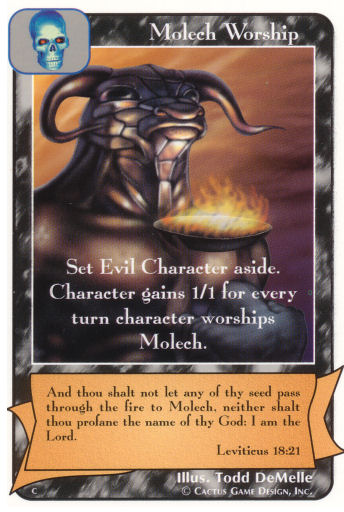 Molech Worship
Set Evil Character aside.
Character gains 1/1 for every
turn character worships
Molech.
And thou shalt not let any of thy seed pass
through the fire to Molech, neither shalt
thou profane the name of thy God: I am the
Lord.
Leviticus 18:21
Illus. Todd DeMelle
C © Cactus Game Design, Inc.